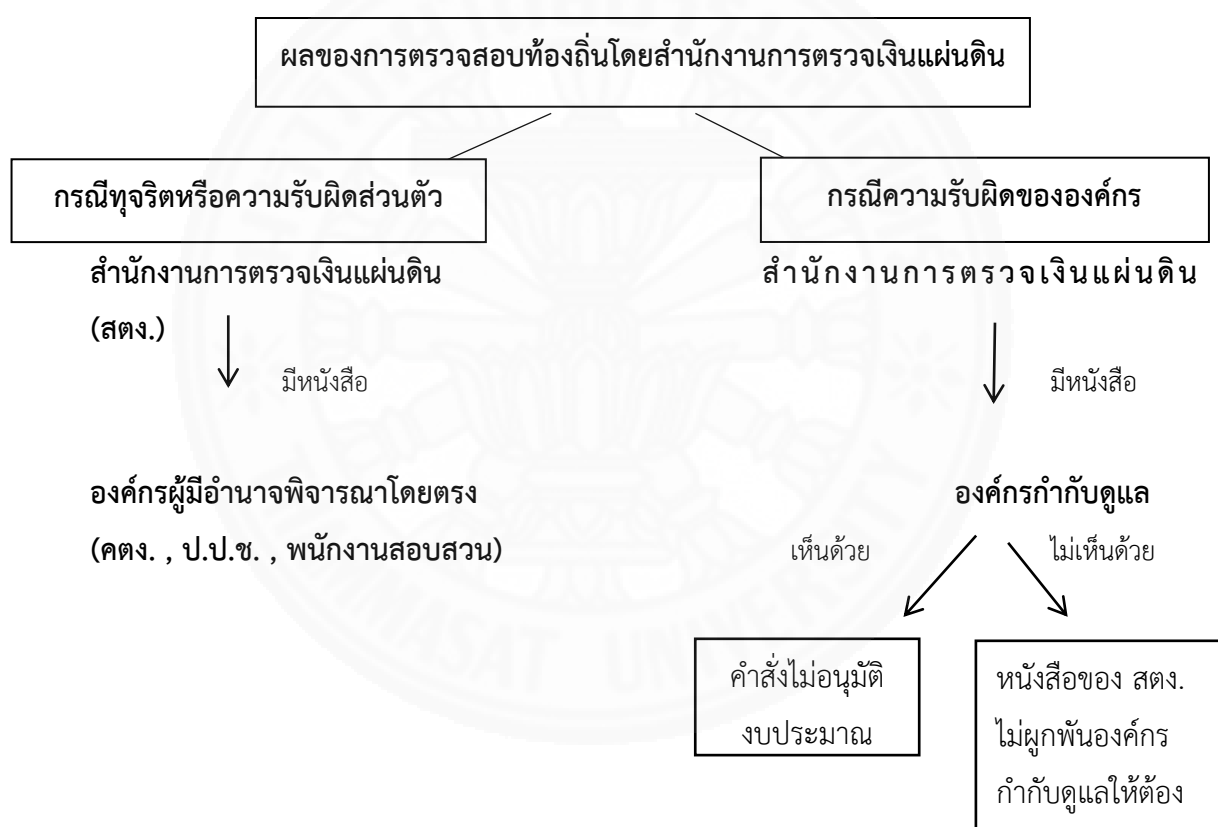 ผลของการตรวจสอบท้องถิ่นโดยสำนักงานการตรวจเงินแผ่นดิน
กรณีทุจริตหรือความรับผิดส่วนตัว
สำนักงานการตรวจเงินแผ่นดิน
(สตง.)
มีหนังสือ
องค์กรผู้มีอำนาจพิจารณาโดยตรง
(คตง. , ป.ป.ช. , พนักงานสอบสวน)
กรณีความรับผิดขององค์กร
สำนักงานการตรวจเงินแผ่นดิน
มีหนังสือ
องค์กรกำกับดูแล
เห็นด้วย
ไม่เห็นด้วย
คำสั่งไม่อนุมัติ
งบประมาณ
หนังสือของ สตง.
ไม่ผูกพันองค์กร
กำกับดูแลให้ต้อง
THAMMASAT UNIVERSITY